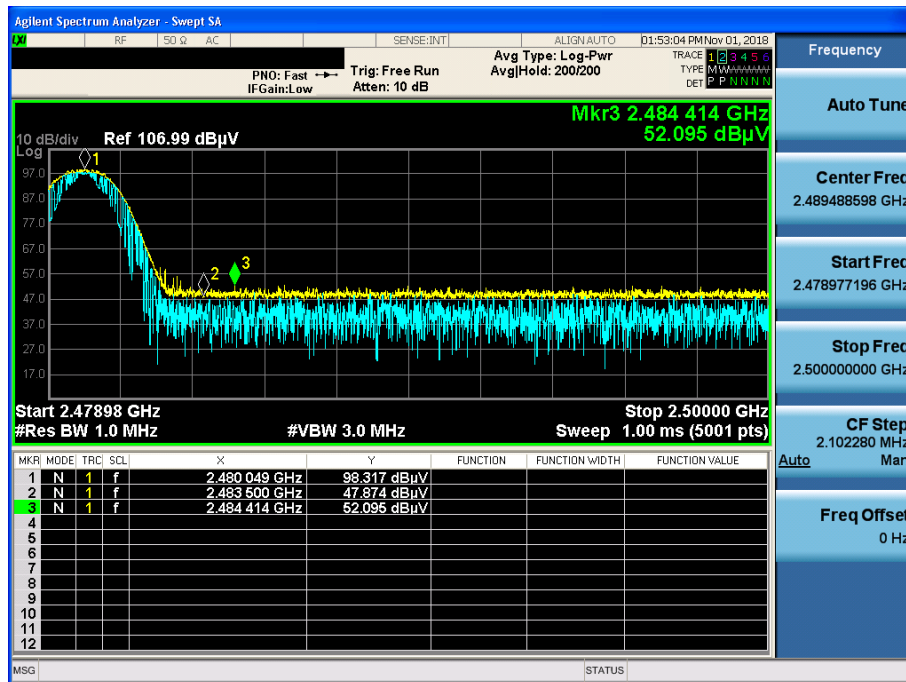 Agilent Spectrum Analyzer - Swept SA
LXI RF 50 Ω AC SENSE:INT ALIGN AUTO 01:53:04 PM Nov 01, 2018
Frequency
PNO: Fast Trig: Free Run Avg Type: Log-Pwr TRACE 1 2 3 4 5 6
IFGain:Low Atten: 10 dB Avg|Hold: 200/200 TYPE M W
DET P P N N N N
Auto Tune
Mkr3 2.484 414 GHz
52.095 dBµV
10 dB/div Ref 106.99 dBµV
Log
97.0
87.0
77.0
67.0
57.0
47.0
37.0
27.0
17.0
1
2
3
Center Freq
2.489488598 GHz
Start Freq
2.478977196 GHz
Stop Freq
2.500000000 GHz
Start 2.47898 GHz Stop 2.50000 GHz
#Res BW 1.0 MHz #VBW 3.0 MHz Sweep 1.00 ms (5001 pts)
CF Step
2.102280 MHz
Auto Man
MKR MODE TRC SCL X Y FUNCTION FUNCTION WIDTH FUNCTION VALUE
1 N 1 f 2.480 049 GHz 98.317 dBµV
2 N 1 f 2.483 500 GHz 47.874 dBµV
3 N 1 f 2.484 414 GHz 52.095 dBµV
4
5
6
7
8
9
10
11
12
Freq Offset
0 Hz
MSG STATUS